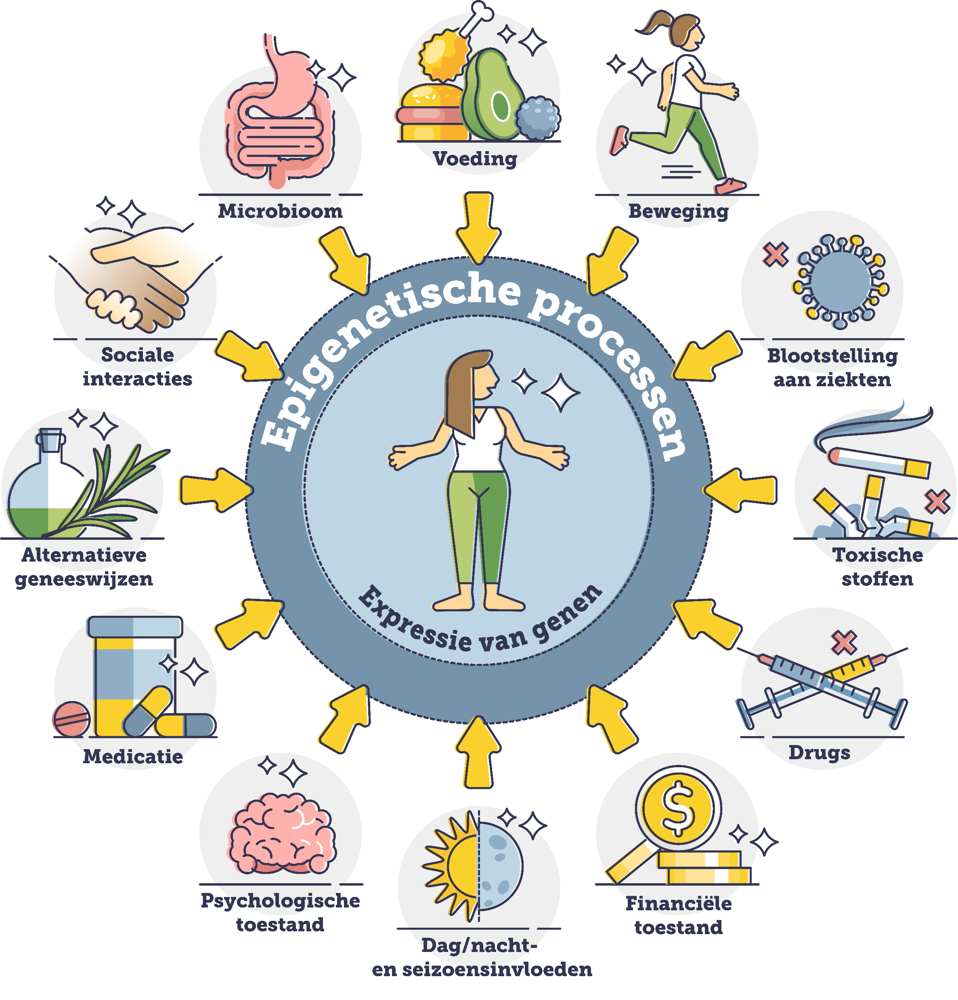 Voeding
Microbioom
Beweging
Sociale
interacties
Blootstelling
aan ziekten
Epigenetische processen
Alternatieve
geneeswijzen
Toxische
stoffen
Expressie van genen
Medicatie
Drugs
Psychologische
toestand
Financiële
toestand
Dag/nacht-
en seizoensinvloeden
$